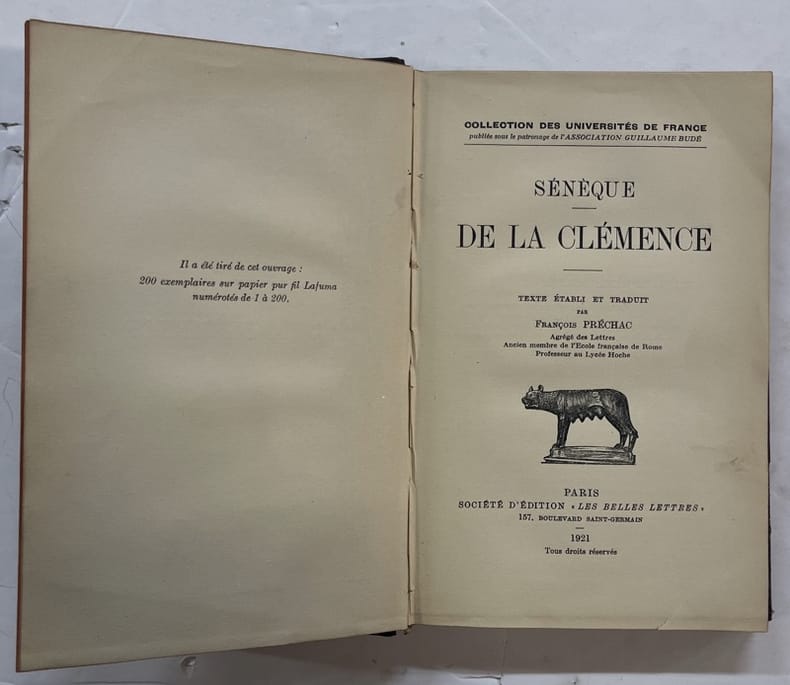 Il a été tiré de cet ouvrage :
200 exemplaires sur papier pur fil Lafuma
numérotés de 1 à 200.
COLLECTION DES UNIVERSITÉS DE FRANCE
publiée sous le patronage de l'ASSOCIATION GUILLAUME BUDÉ
SÉNÈQUE
DE LA CLÉMENCE
TEXTE ÉTABLI ET TRADUIT
PAR
FRANÇOIS PRÉCHAC
Agrégé des Lettres
Ancien membre de l'Ecole française de Rome
Professeur au Lycée Hoche
PARIS
SOCIÉTÉ D'ÉDITION « LES BELLES LETTRES »
157, BOULEVARD SAINT-GERMAIN
1921
Tous droits réservés